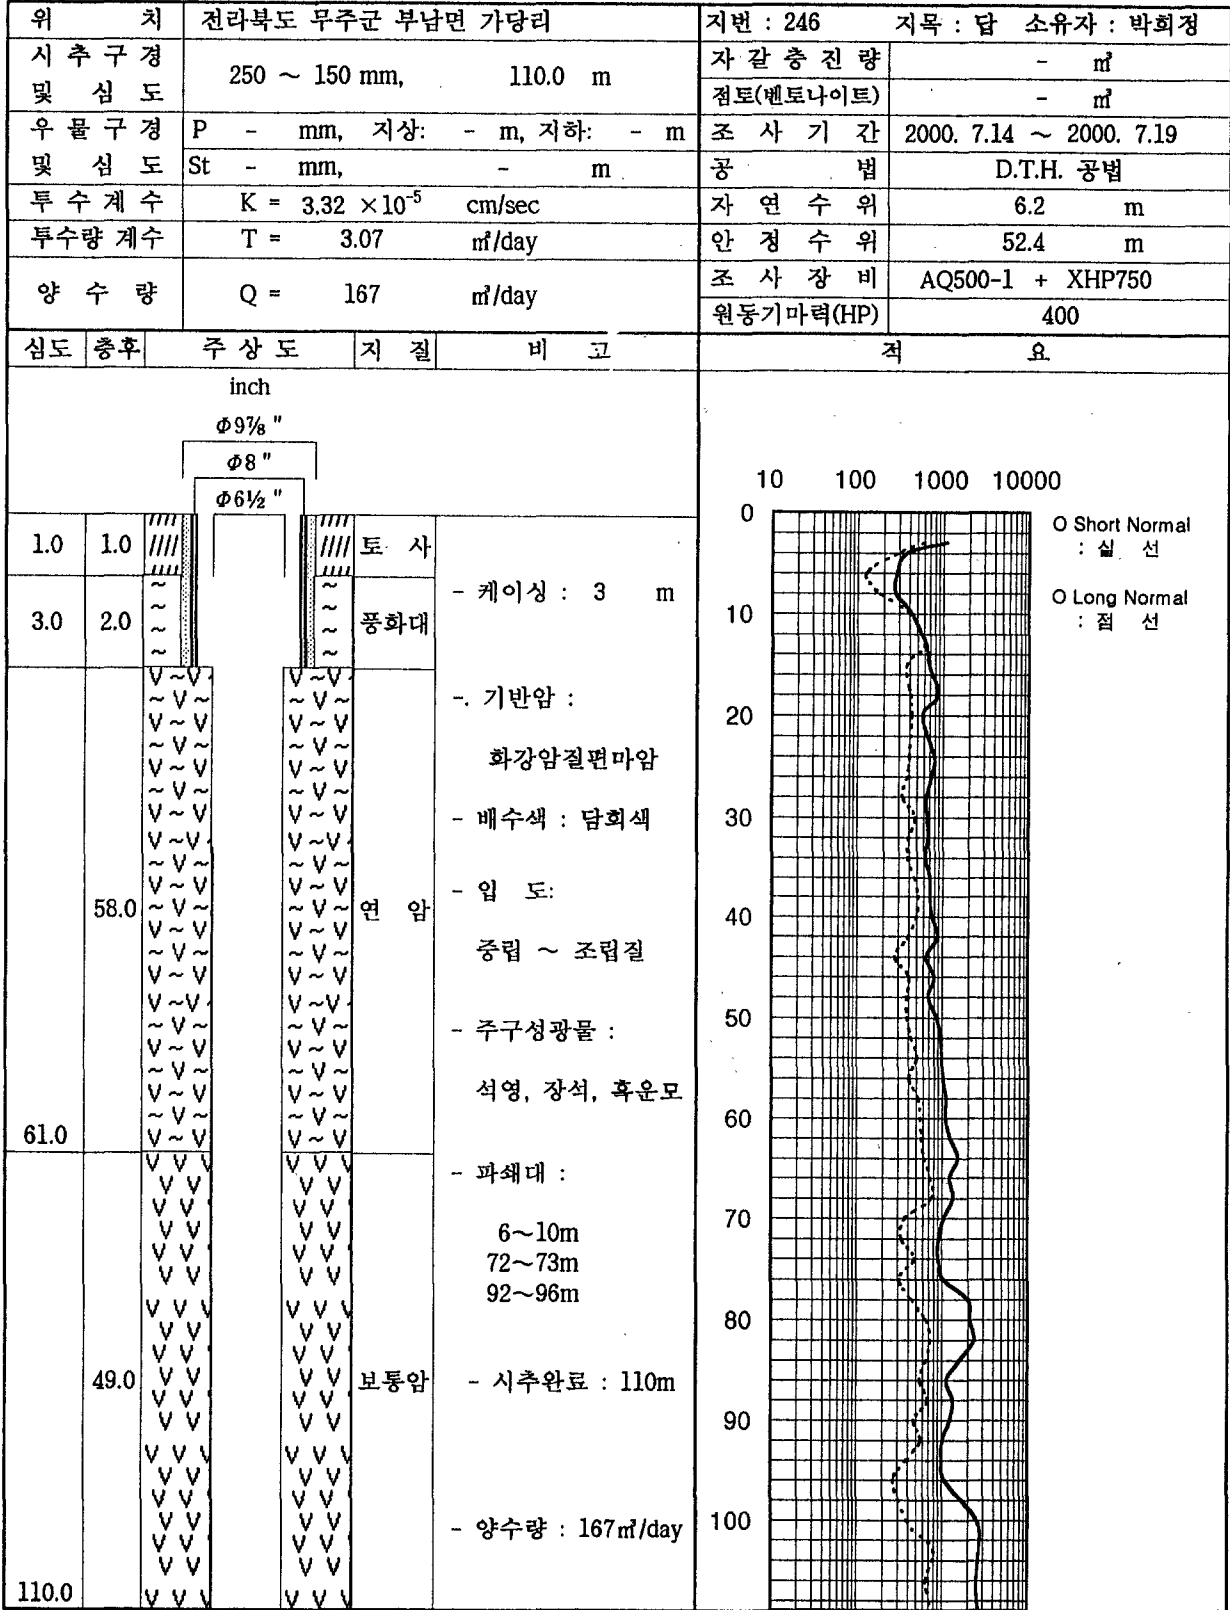 위 치 전라북도 무주군 부남면 가당리 지번 : 246 지목 : 답 소유자 : 박희정
시 추 구 경 및 심 도 250 ~ 150 mm, 110.0 m
자 갈 충 진 량 - ㎥
점토(벤토나이트) - ㎥
우 물 구 경 및 심 도 P - mm, 지상: - m, 지하: - m
St - mm, - m
조 사 기 간 2000. 7.14 ~ 2000. 7.19
공 법 D.T.H. 공법
투 수 계 수 K = 3.32 ×10⁻⁵ cm/sec
자 연 수 위 6.2 m
투수량 계수 T = 3.07 ㎡/day
안 정 수 위 52.4 m
양 수 량 Q = 167 ㎥/day
조 사 장 비 AQ500-1 + XHP750
원동기마력(HP) 400
심도 층후 주 상 도 지 질 비 고 적 요
inch
Φ9⅞ "
Φ8 "
Φ6½ "
1.0 1.0 토 사
3.0 2.0 풍화대
58.0 연 암
61.0
49.0 보통암
110.0
- 케이싱 : 3 m
-. 기반암 :
화강암질편마암
- 배수색 : 담회색
- 입 도:
중립 ~ 조립질
- 주구성광물 :
석영, 장석, 흑운모
- 파쇄대 :
6~10m
72~73m
92~96m
- 시추완료 : 110m
- 양수량 : 167㎥/day
10 100 1000 10000
0
10
20
30
40
50
60
70
80
90
100
O Short Normal
: 실 선
O Long Normal
: 점 선